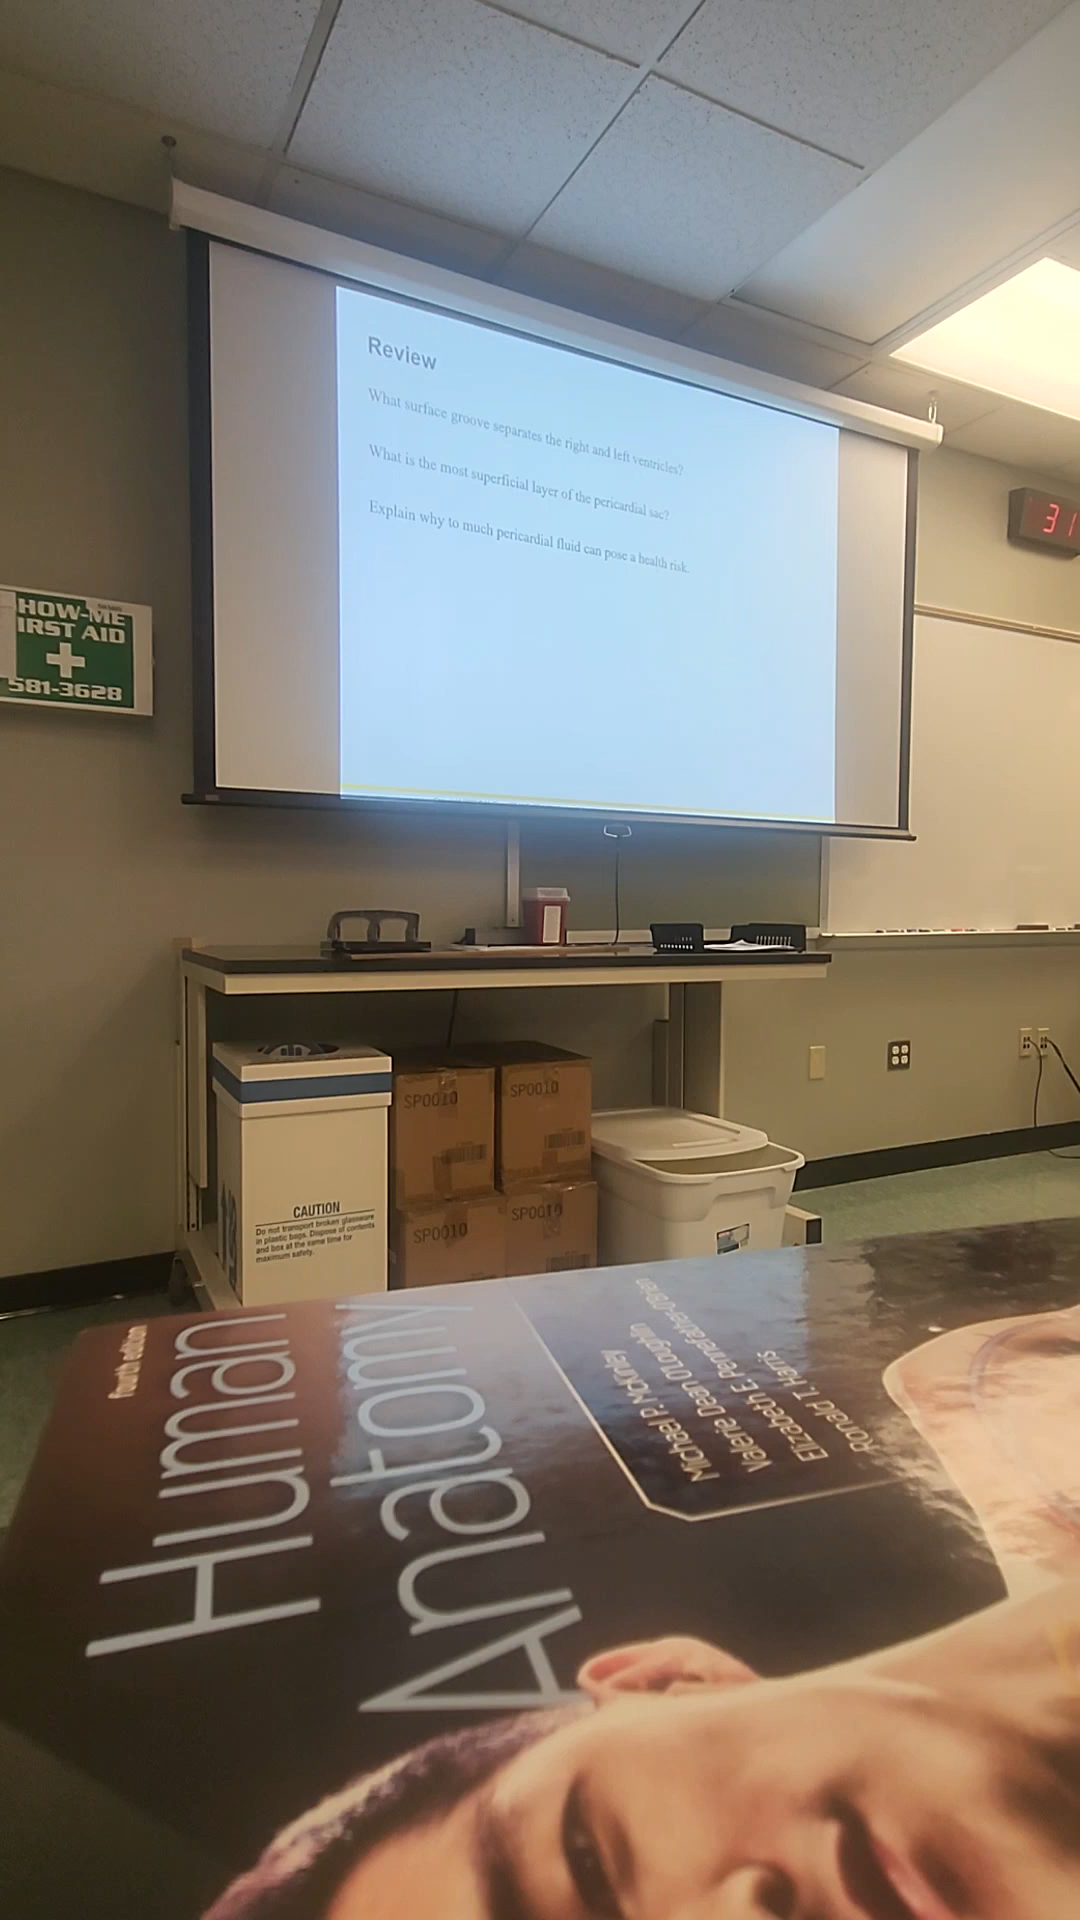 Review
What surface groove separates the right and left ventricles?
What is the most superficial layer of the pericardial sac?
Explain why to much pericardial fluid can pose a health risk.
31
HOW-ME
IRST AID
581-3628
SP0010
SP0010
SP0010
SP0010
CAUTION
Do not transport broken glassware
in plastic bags. Dispose of contents
and box at the same time for
maximum safety.
fourth edition
Human
Anatomy
Michael P. McKinley
Valerie Dean O'Loughlin
Elizabeth E. Pennefather-O'Brien
Ronald T. Harris